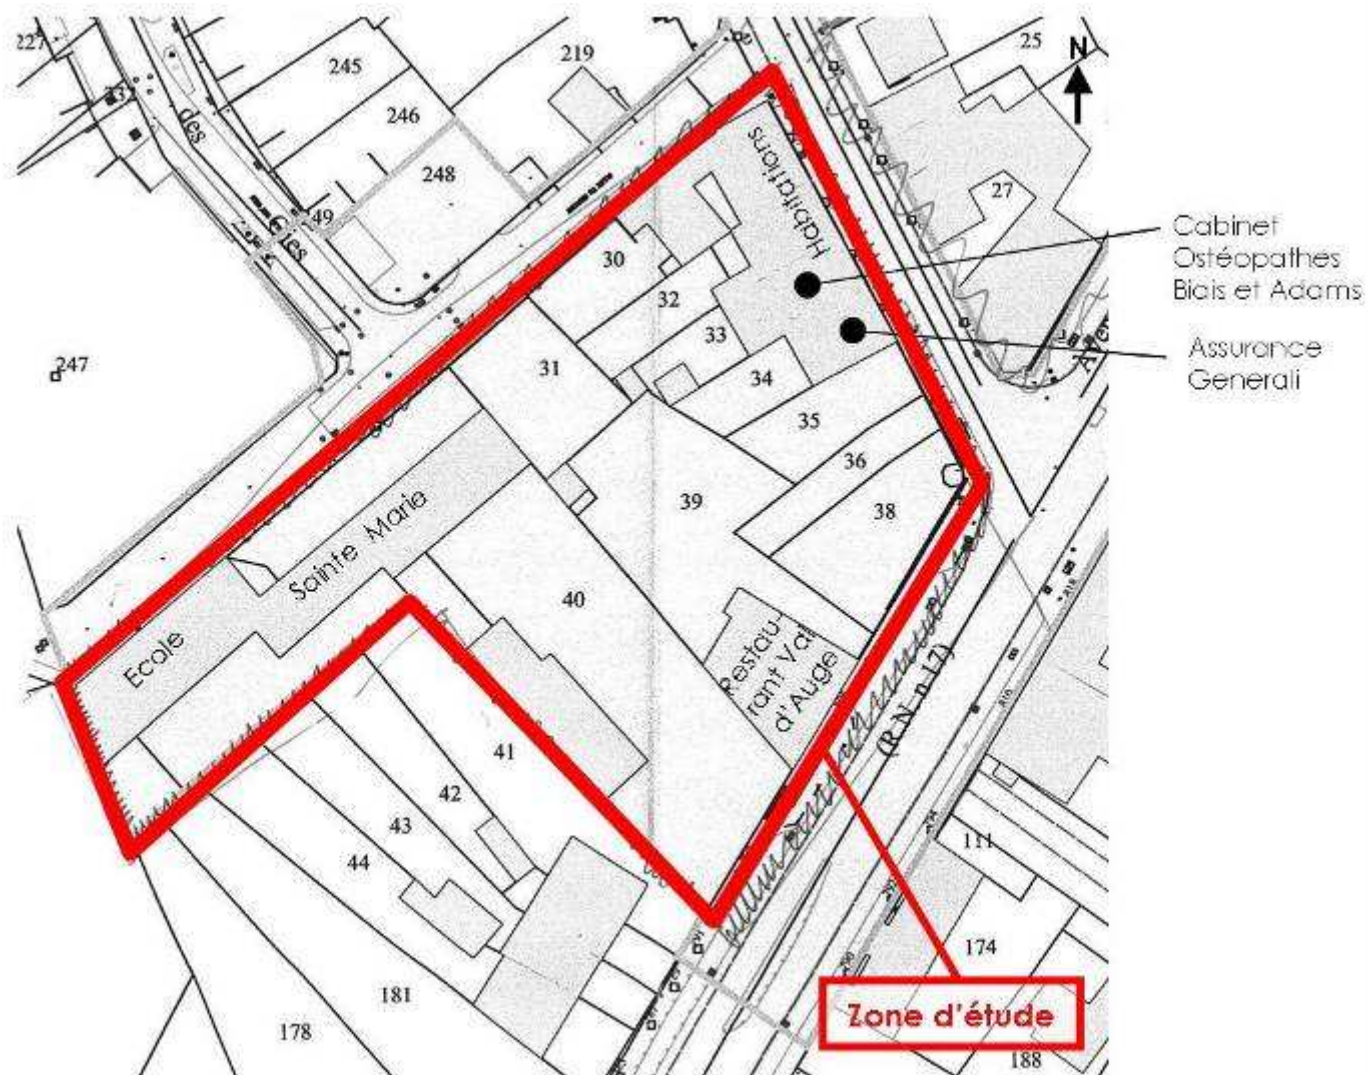 227
245
219
25
N
des
246
248
27
49
Habitations
Cabinet
Ostéopathes
Biais et Adams
30
32
33
Assurance
Generali
247
31
34
35
36
38
39
Sainte Marie
40
Ecole
Restau-
rant Val
d'Auge
(R.N. n 17)
41
42
43
44
111
174
181
178
Zone d'étude
188